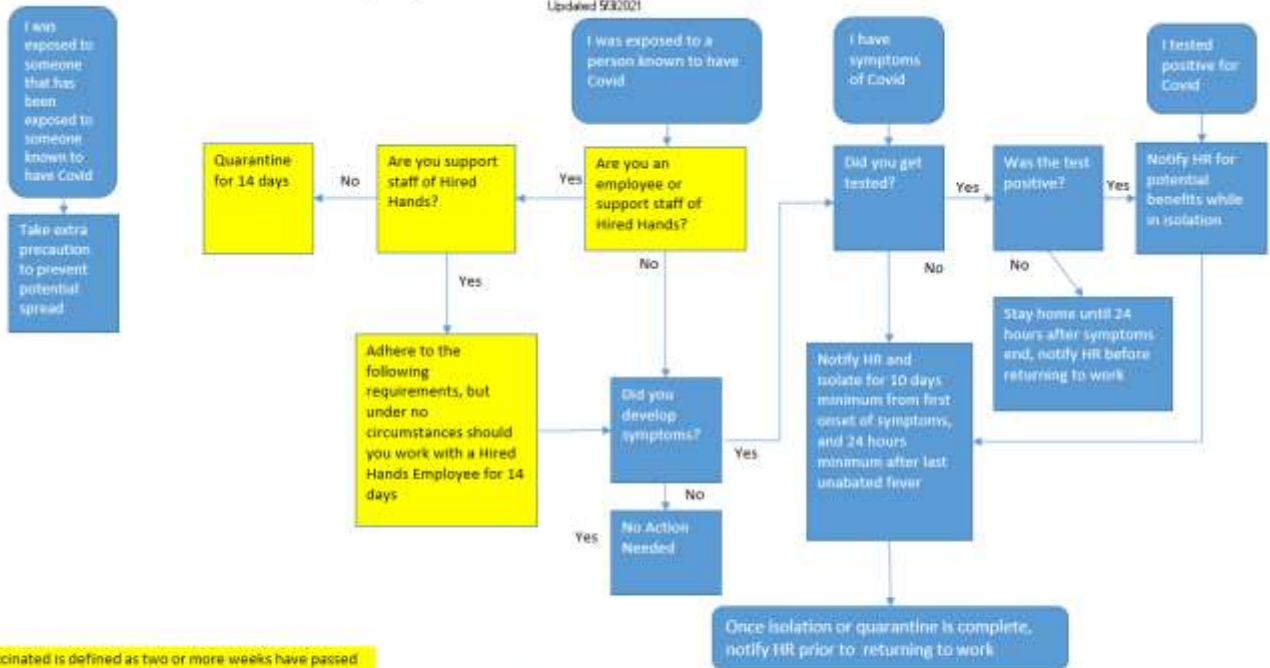 Updated 5/3/2021
I was
exposed to
someone
that has
been
exposed to
someone
known to
have Covid
Take extra
precaution
to prevent
potential
spread
I was exposed to a
person known to have
Covid
I have
symptoms
of Covid
I tested
positive for
Covid
Quarantine
for 14 days
No
Are you support
staff of Hired
Hands?
Yes
Are you an
employee or
support staff of
Hired Hands?
Did you get
tested?
Yes
Was the test
positive?
Yes
Notify HR for
potential
benefits while
in isolation
Yes
No
No
No
Adhere to the
following
requirements, but
under no
circumstances should
you work with a Hired
Hands Employee for 14
days
Did you
develop
symptoms?
Yes
No
Yes
No Action
Needed
Notify HR and
isolate for 10 days
minimum from first
onset of symptoms,
and 24 hours
minimum after last
unabated fever
Stay home until 24
hours after symptoms
end, notify HR before
returning to work
Once isolation or quarantine is complete,
notify HR prior to returning to work
is defined as two or more weeks have passed